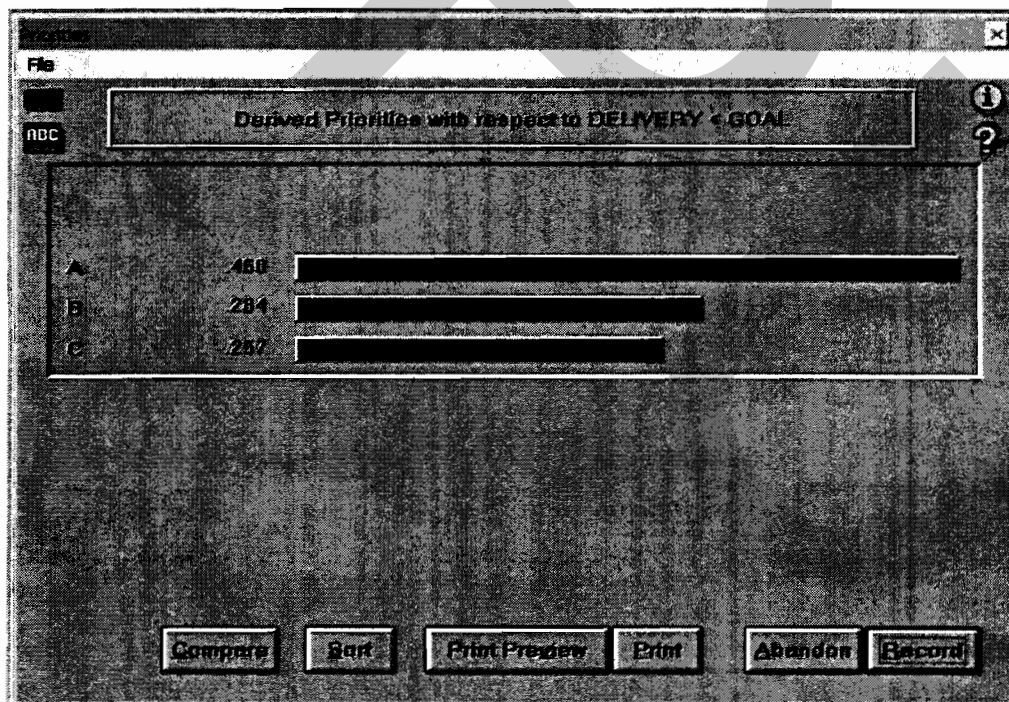 Priorities
File
ABC
Derived Priorities with respect to DELIVERY < GOAL
A .460
B .284
C .257
Compare Sort Print Preview Print Abandon Record